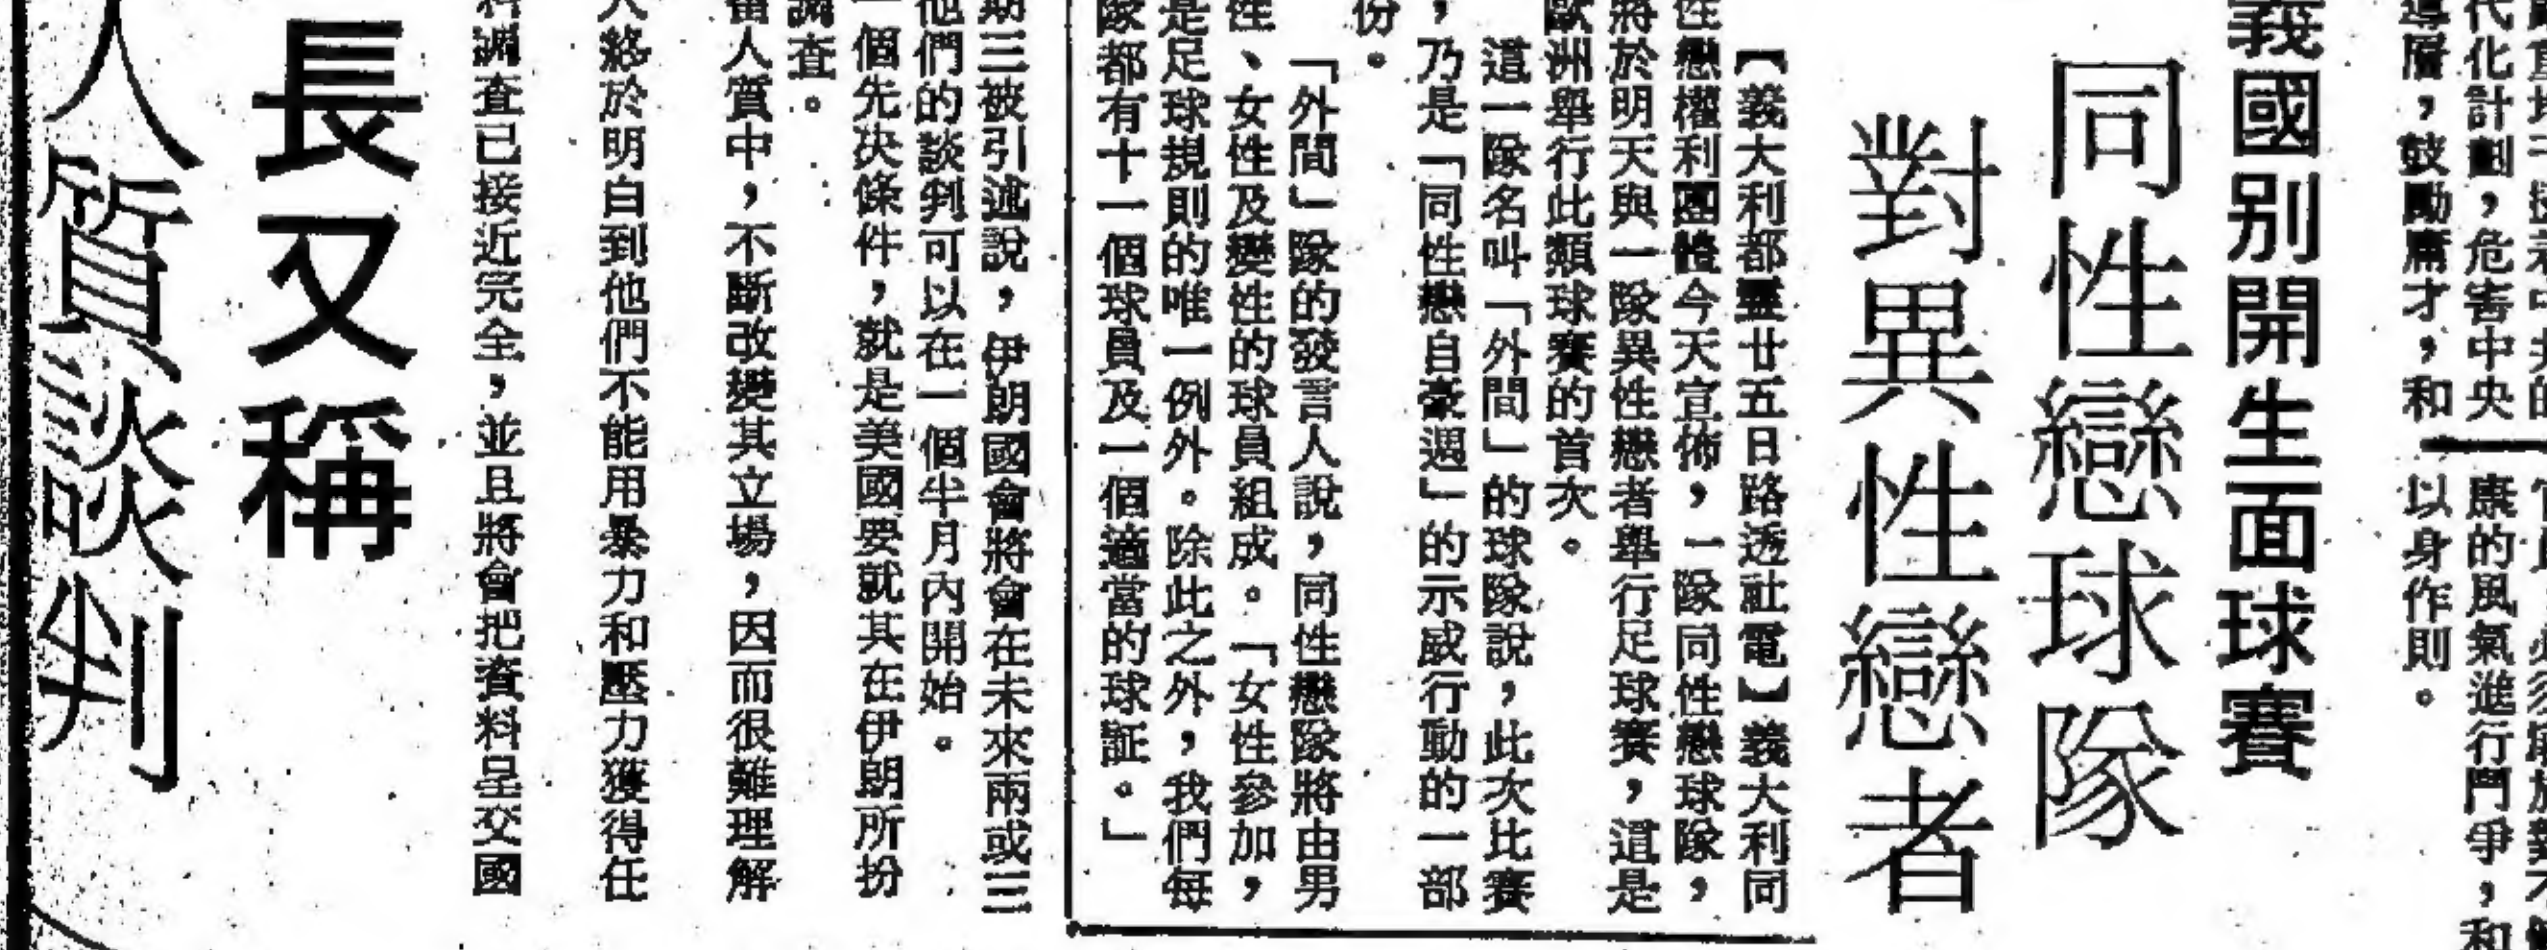 代化計劃，危害中央
導層，鼓勵庸才，和
康的風氣進行鬥爭，和
以身作則。
義國別開生面球賽
同性戀球隊
對異性戀者
【義大利都靈廿五日路透社電】義大利同
性戀權利團體今天宣佈，一隊同性戀球隊，
將於明天與一隊異性戀者舉行足球賽，這是
歐洲舉行此類球賽的首次。
這一隊名叫「外間」的球隊說，此次比賽
，乃是「同性戀自豪週」的示威行動的一部
份。
「外間」隊的發言人說，同性戀隊將由男
性、女性及變性的球員組成。「女性參加，
是足球規則的唯一例外。除此之外，我們每
隊都有十一個球員及一個適當的球証。」
期三被引述說，伊朗國會將會在未來兩或三
他們的談判可以在一個半月內開始。
一個先決條件，就是美國要就其在伊朗所扮
調查。
當人質中，不斷改變其立場，因而很難理解
人終於明白到他們不能用暴力和壓力獲得任
料調查已接近完全，並且將會把資料呈交國
長又稱
人質談判